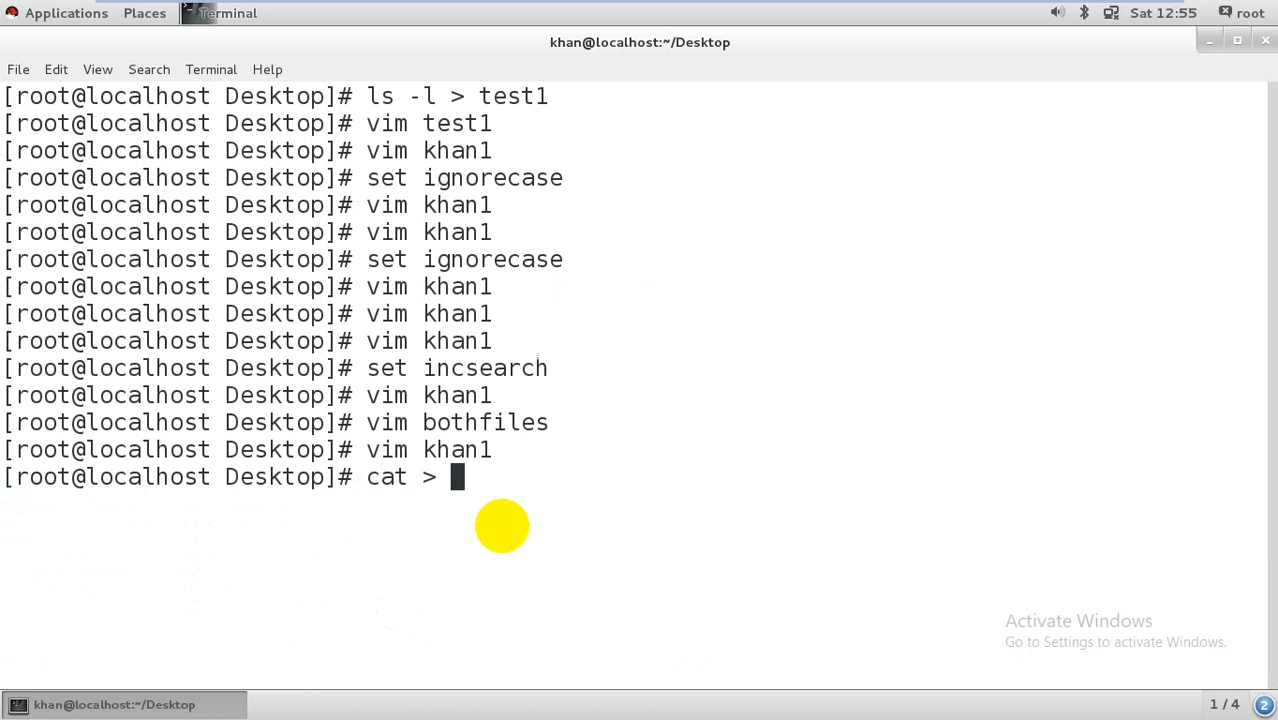 Applications Places Terminal Sat 12:55 root
khan@localhost:~/Desktop
File Edit View Search Terminal Help
[root@localhost Desktop]# ls -l > test1
[root@localhost Desktop]# vim test1
[root@localhost Desktop]# vim khan1
[root@localhost Desktop]# set ignorecase
[root@localhost Desktop]# vim khan1
[root@localhost Desktop]# vim khan1
[root@localhost Desktop]# set ignorecase
[root@localhost Desktop]# vim khan1
[root@localhost Desktop]# vim khan1
[root@localhost Desktop]# vim khan1
[root@localhost Desktop]# set incsearch
[root@localhost Desktop]# vim khan1
[root@localhost Desktop]# vim bothfiles
[root@localhost Desktop]# vim khan1
[root@localhost Desktop]# cat >
Activate Windows
Go to Settings to activate Windows.
khan@localhost:~/Desktop 1 / 4 2